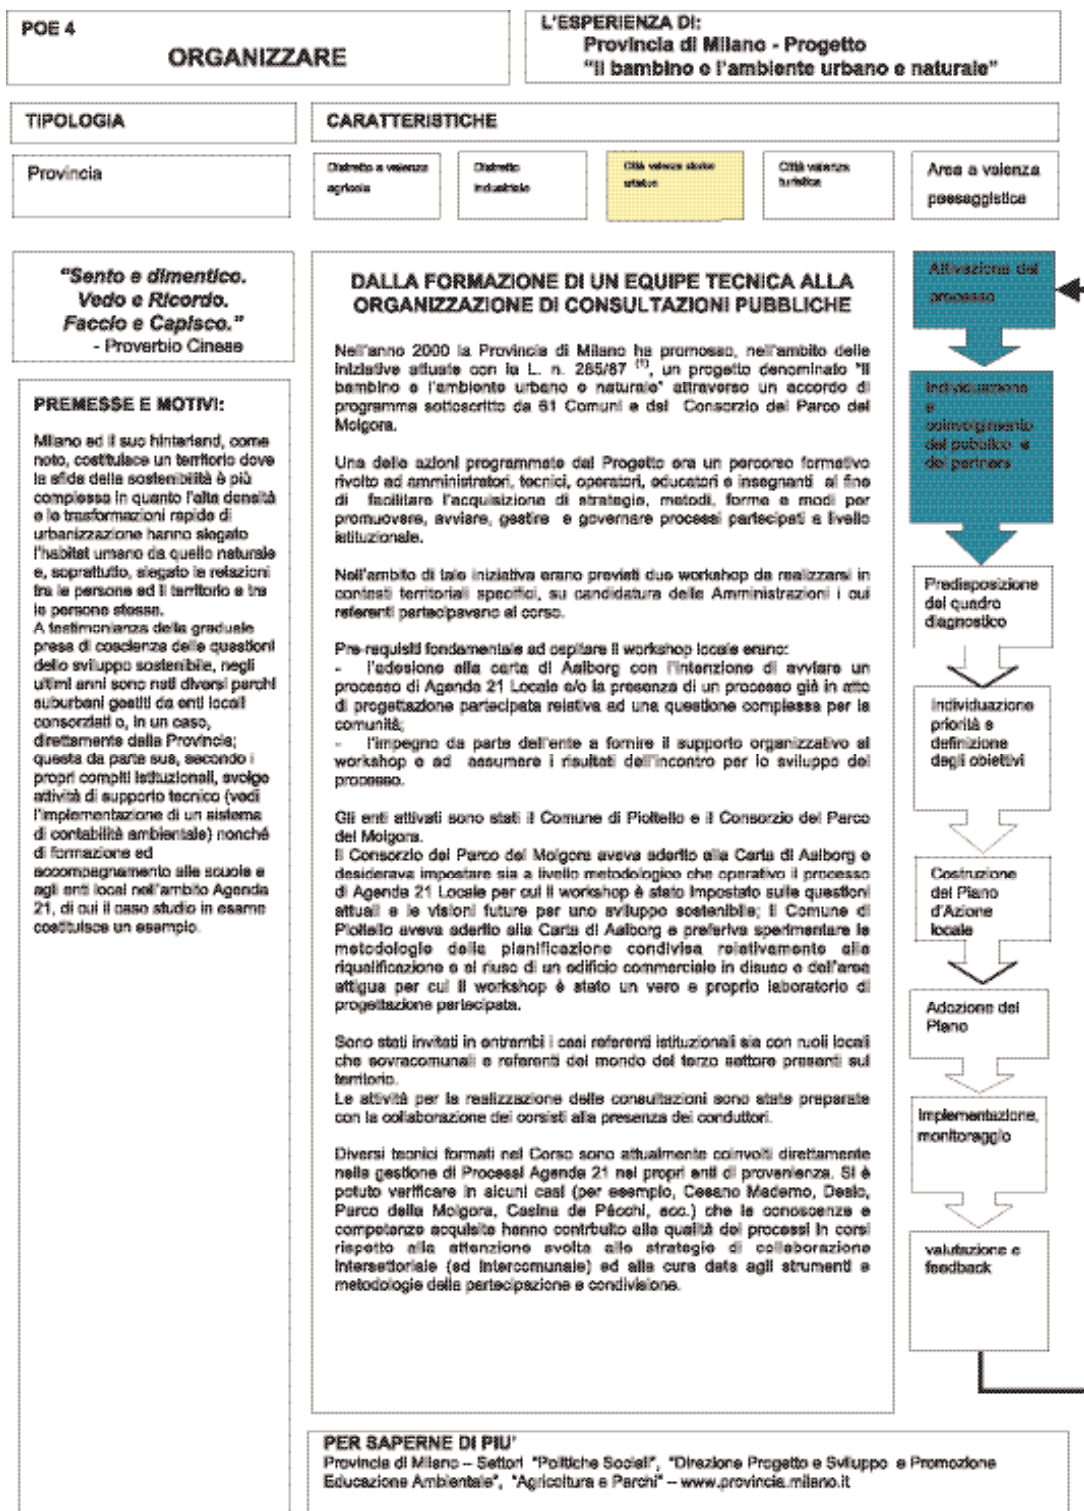 POE 4
ORGANIZZARE
L'ESPERIENZA DI:
Provincia di Milano - Progetto
"Il bambino e l'ambiente urbano e naturale"
TIPOLOGIA
CARATTERISTICHE
Provincia
Distretto a valenza
agricola
Distretto
industriale
Città valenza storico
artistica
Città valenza
turistica
Area a valenza
paesaggistica
"Sento e dimentico.
Vedo e Ricordo.
Faccio e Capisco."
- Proverbio Cinese
PREMESSE E MOTIVI:
Milano ed il suo hinterland, come
noto, costituisce un territorio dove
la sfida della sostenibilità è più
complessa in quanto l'alta densità
e le trasformazioni rapide di
urbanizzazione hanno slegato
l'habitat umano da quello naturale
e, soprattutto, slegato le relazioni
tra le persone ed il territorio e tra
le persone stesse.
A testimonianza della graduale
presa di coscienza delle questioni
dello sviluppo sostenibile, negli
ultimi anni sono nati diversi parchi
suburbani gestiti da enti locali
consorziati o, in un caso,
direttamente dalla Provincia;
questa da parte sua, secondo i
propri compiti istituzionali, svolge
attività di supporto tecnico (vedi
l'implementazione di un sistema
di contabilità ambientale) nonché
di formazione ed
accompagnamento alle scuole e
agli enti locai nell'ambito Agenda
21, di cui il caso studio in esame
costituisce un esempio.
DALLA FORMAZIONE DI UN EQUIPE TECNICA ALLA
ORGANIZZAZIONE DI CONSULTAZIONI PUBBLICHE
Nell'anno 2000 la Provincia di Milano ha promosso, nell'ambito delle
iniziative attuate con la L. n. 285/87 (1), un progetto denominato "Il
bambino e l'ambiente urbano e naturale" attraverso un accordo di
programma sottoscritto da 61 Comuni e dal Consorzio del Parco del
Molgora.
Una delle azioni programmate dal Progetto era un percorso formativo
rivolto ad amministratori, tecnici, operatori, educatori e insegnanti al fine
di facilitare l'acquisizione di strategie, metodi, forme e modi per
promuovere, avviare, gestire e governare processi partecipati a livello
istituzionale.
Nell'ambito di tale iniziativa erano previsti due workshop da realizzarsi in
contesti territoriali specifici, su candidatura delle Amministrazioni i cui
referenti partecipavano al corso.
Pre-requisiti fondamentale ad ospitare il workshop locale erano:
- l'adesione alla carta di Aalborg con l'intenzione di avviare un
processo di Agenda 21 Locale e/o la presenza di un processo già in atto
di progettazione partecipata relativa ad una questione complessa per la
comunità;
- l'impegno da parte dell'ente a fornire il supporto organizzativo al
workshop e ad assumere i risultati dell'incontro per lo sviluppo del
processo.
Gli enti attivati sono stati il Comune di Pioltello e il Consorzio del Parco
del Molgora.
Il Consorzio del Parco del Molgora aveva aderito alla Carta di Aalborg e
desiderava impostare sia a livello metodologico che operativo il processo
di Agenda 21 Locale per cui il workshop è stato impostato sulle questioni
attuali e le visioni future per uno sviluppo sostenibile; il Comune di
Pioltello aveva aderito alla Carta di Aalborg e preferiva sperimentare le
metodologie della pianificazione condivisa relativamente alla
riqualificazione e al riuso di un edificio commerciale in disuso e dell'area
attigua per cui il workshop è stato un vero e proprio laboratorio di
progettazione partecipata.
Sono stati invitati in entrambi i casi referenti istituzionali sia con ruoli locali
che sovracomunali e referenti del mondo del terzo settore presenti sul
territorio.
Le attività per la realizzazione delle consultazioni sono state preparate
con la collaborazione dei corsisti alla presenza dei conduttori.
Diversi tecnici formati nel Corso sono attualmente coinvolti direttamente
nella gestione di Processi Agenda 21 nei propri enti di provenienza. Si è
potuto verificare in alcuni casi (per esempio, Cesano Maderno, Desio,
Parco della Molgora, Casina de Pécchi, ecc.) che le conoscenze e
competenze acquisite hanno contrbuito alla qualità dei processi in corsi
rispetto alla attenzione svolta alle strategie di collaborazione
intersettoriale (ed intercomunale) ed alla cura data agli strumenti e
metodologie della partecipazione e condivisione.
Attivazione del
processo
Individuazione
e
coinvolgimento
del pubblico e
dei partners
Predisposizione
del quadro
diagnostico
Individuazione
priorità e
definizione
degli obiettivi
Costruzione
del Piano
d'Azione
locale
Adozione del
Piano
Implementazione,
monitoraggio
valutazione e
feedback
PER SAPERNE DI PIU'
Provincia di Milano – Settori "Politiche Sociali", "Direzione Progetto e Sviluppo e Promozione
Educazione Ambientale", "Agricoltura e Parchi" – www.provincia.milano.it